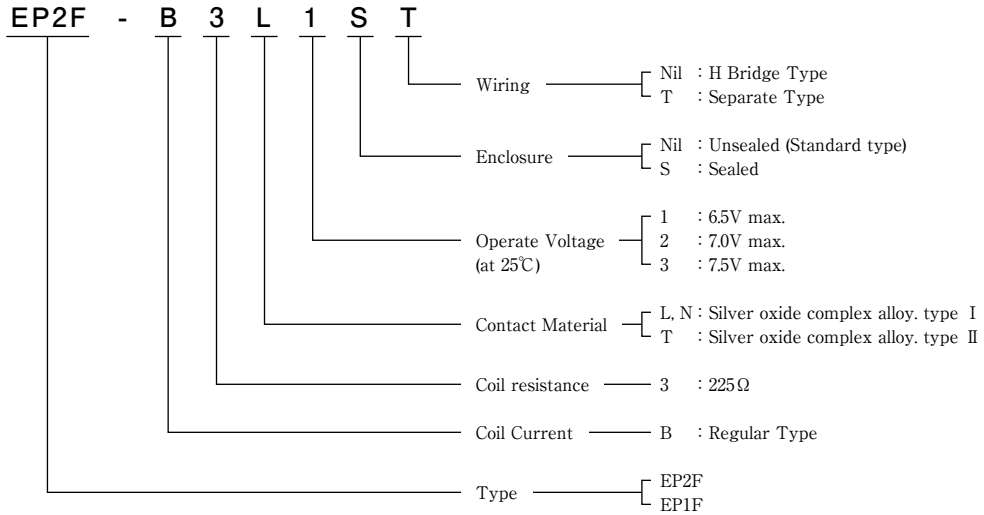 EP2F - B 3 L 1 S T
Wiring
Nil : H Bridge Type
T : Separate Type
Enclosure
Nil : Unsealed (Standard type)
S : Sealed
Operate Voltage
(at 25℃)
1 : 6.5V max.
2 : 7.0V max.
3 : 7.5V max.
Contact Material
L, N : Silver oxide complex alloy. type Ⅰ
T : Silver oxide complex alloy. type Ⅱ
Coil resistance
3 : 225Ω
Coil Current
B : Regular Type
Type
EP2F
EP1F